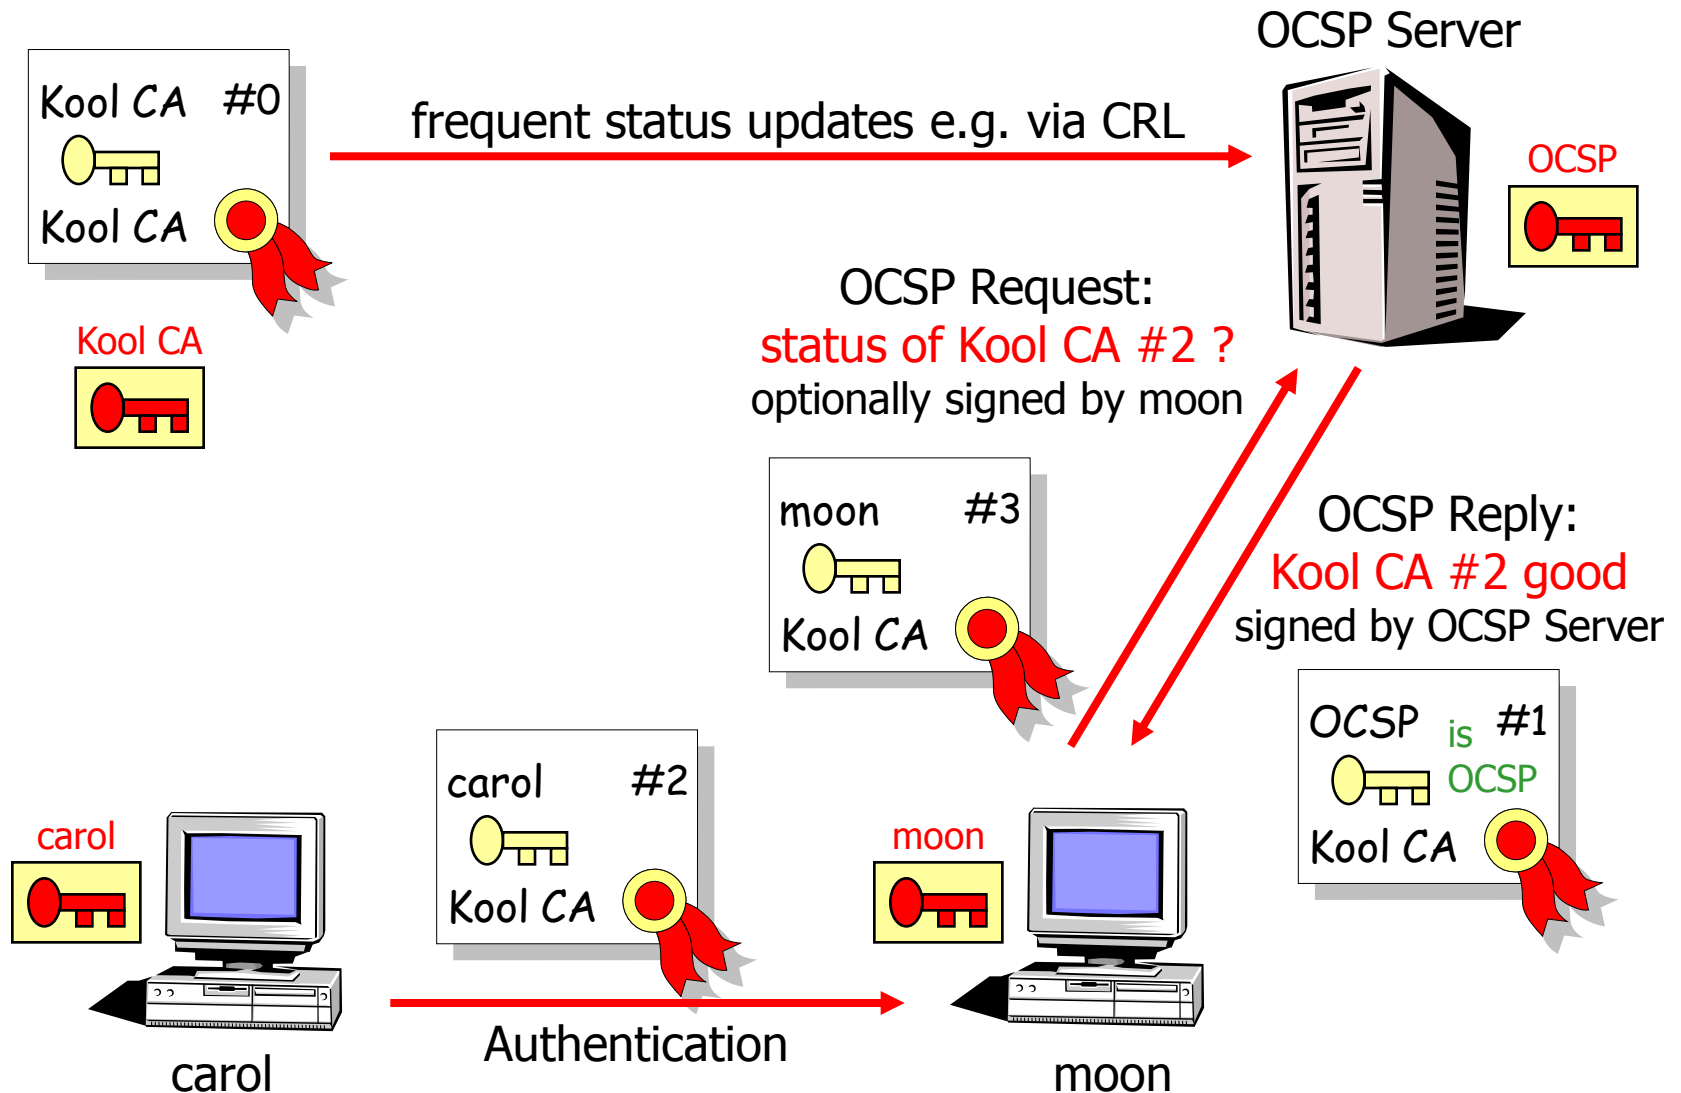 OCSP Server
Kool CA #0
Kool CA
frequent status updates e.g. via CRL
OCSP
Kool CA
OCSP Request:
status of Kool CA #2 ?
optionally signed by moon
moon #3
Kool CA
OCSP Reply:
Kool CA #2 good
signed by OCSP Server
OCSP is #1
OCSP
Kool CA
carol #2
Kool CA
carol
moon
Authentication
carol
moon